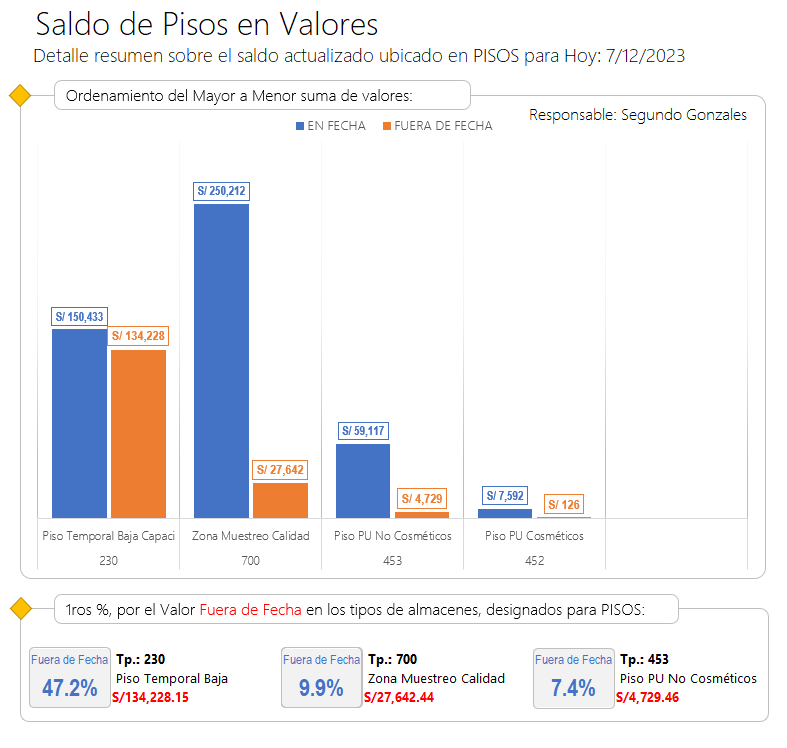 Saldo de Pisos en Valores
Detalle resumen sobre el saldo actualizado ubicado en PISOS para Hoy: 7/12/2023
Ordenamiento del Mayor a Menor suma de valores:
Responsable: Segundo Gonzales
EN FECHA FUERA DE FECHA
S/ 250,212
S/ 150,433
S/ 134,228
S/ 59,117
S/ 27,642
S/ 4,729
S/ 7,592
S/ 126
Piso Temporal Baja Capaci Zona Muestreo Calidad Piso PU No Cosméticos Piso PU Cosméticos
230 700 453 452
1ros %, por el Valor Fuera de Fecha en los tipos de almacenes, designados para PISOS:
Fuera de Fecha Tp.: 230 Fuera de Fecha Tp.: 700 Fuera de Fecha Tp.: 453
47.2% Piso Temporal Baja 9.9% Zona Muestreo Calidad 7.4% Piso PU No Cosméticos
S/134,228.15 S/27,642.44 S/4,729.46